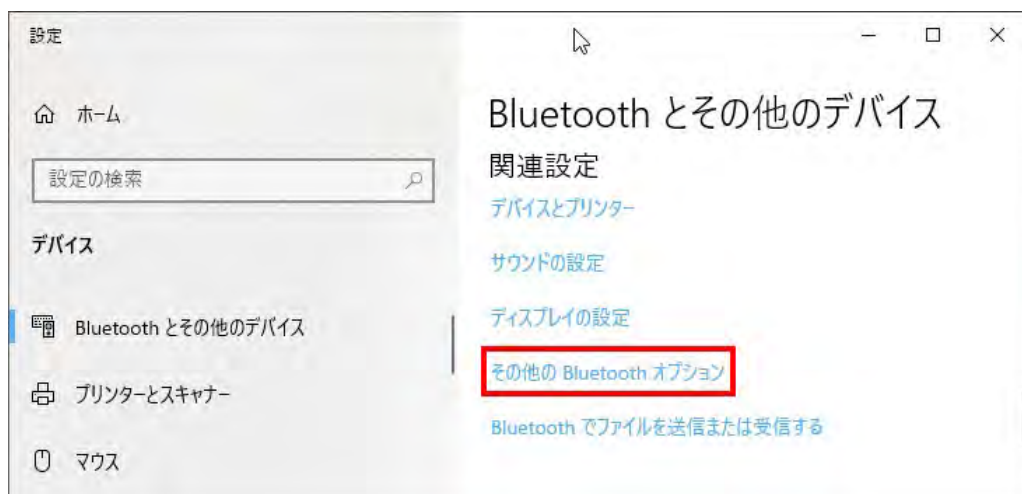 設定
ホーム
設定の検索
デバイス
Bluetooth とその他のデバイス
プリンターとスキャナー
マウス
Bluetooth とその他のデバイス
関連設定
デバイスとプリンター
サウンドの設定
ディスプレイの設定
その他の Bluetooth オプション
Bluetooth でファイルを送信または受信する